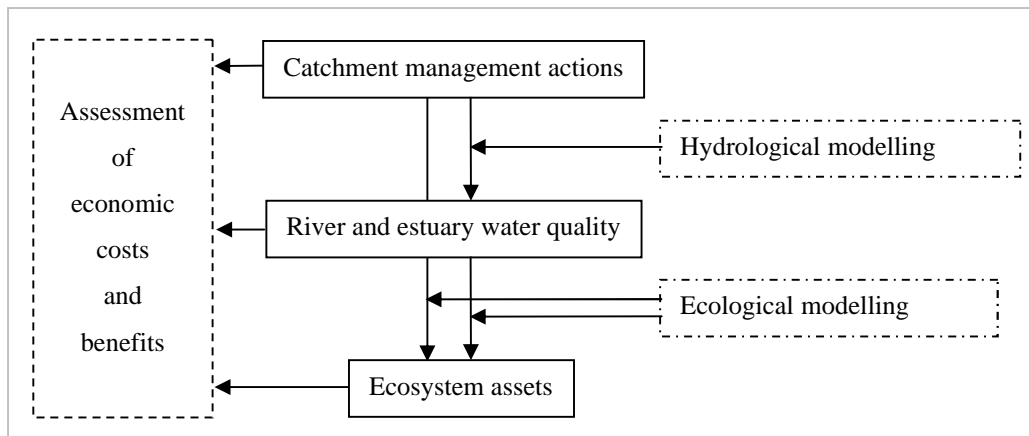 Catchment management actions
Assessment
of
economic
costs
and
benefits
Hydrological modelling
River and estuary water quality
Ecological modelling
Ecosystem assets